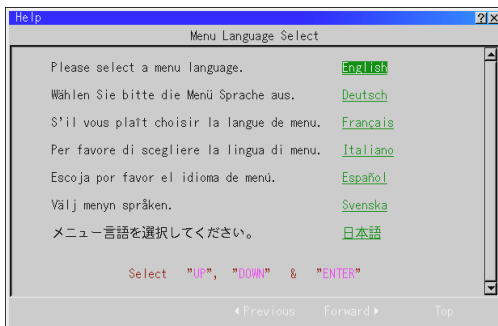 Help ?×
Menu Language Select
Please select a menu language. English
Wählen Sie bitte die Menü Sprache aus. Deutsch
S'il vous plaît choisir la langue de menu. Français
Per favore di scegliere la lingua di menu. Italiano
Escoja por favor el idioma de menú. Español
Välj menyn språken. Svenska
メニュー言語を選択してください。 日本語
Select "UP", "DOWN" & "ENTER"
Previous Forward Top